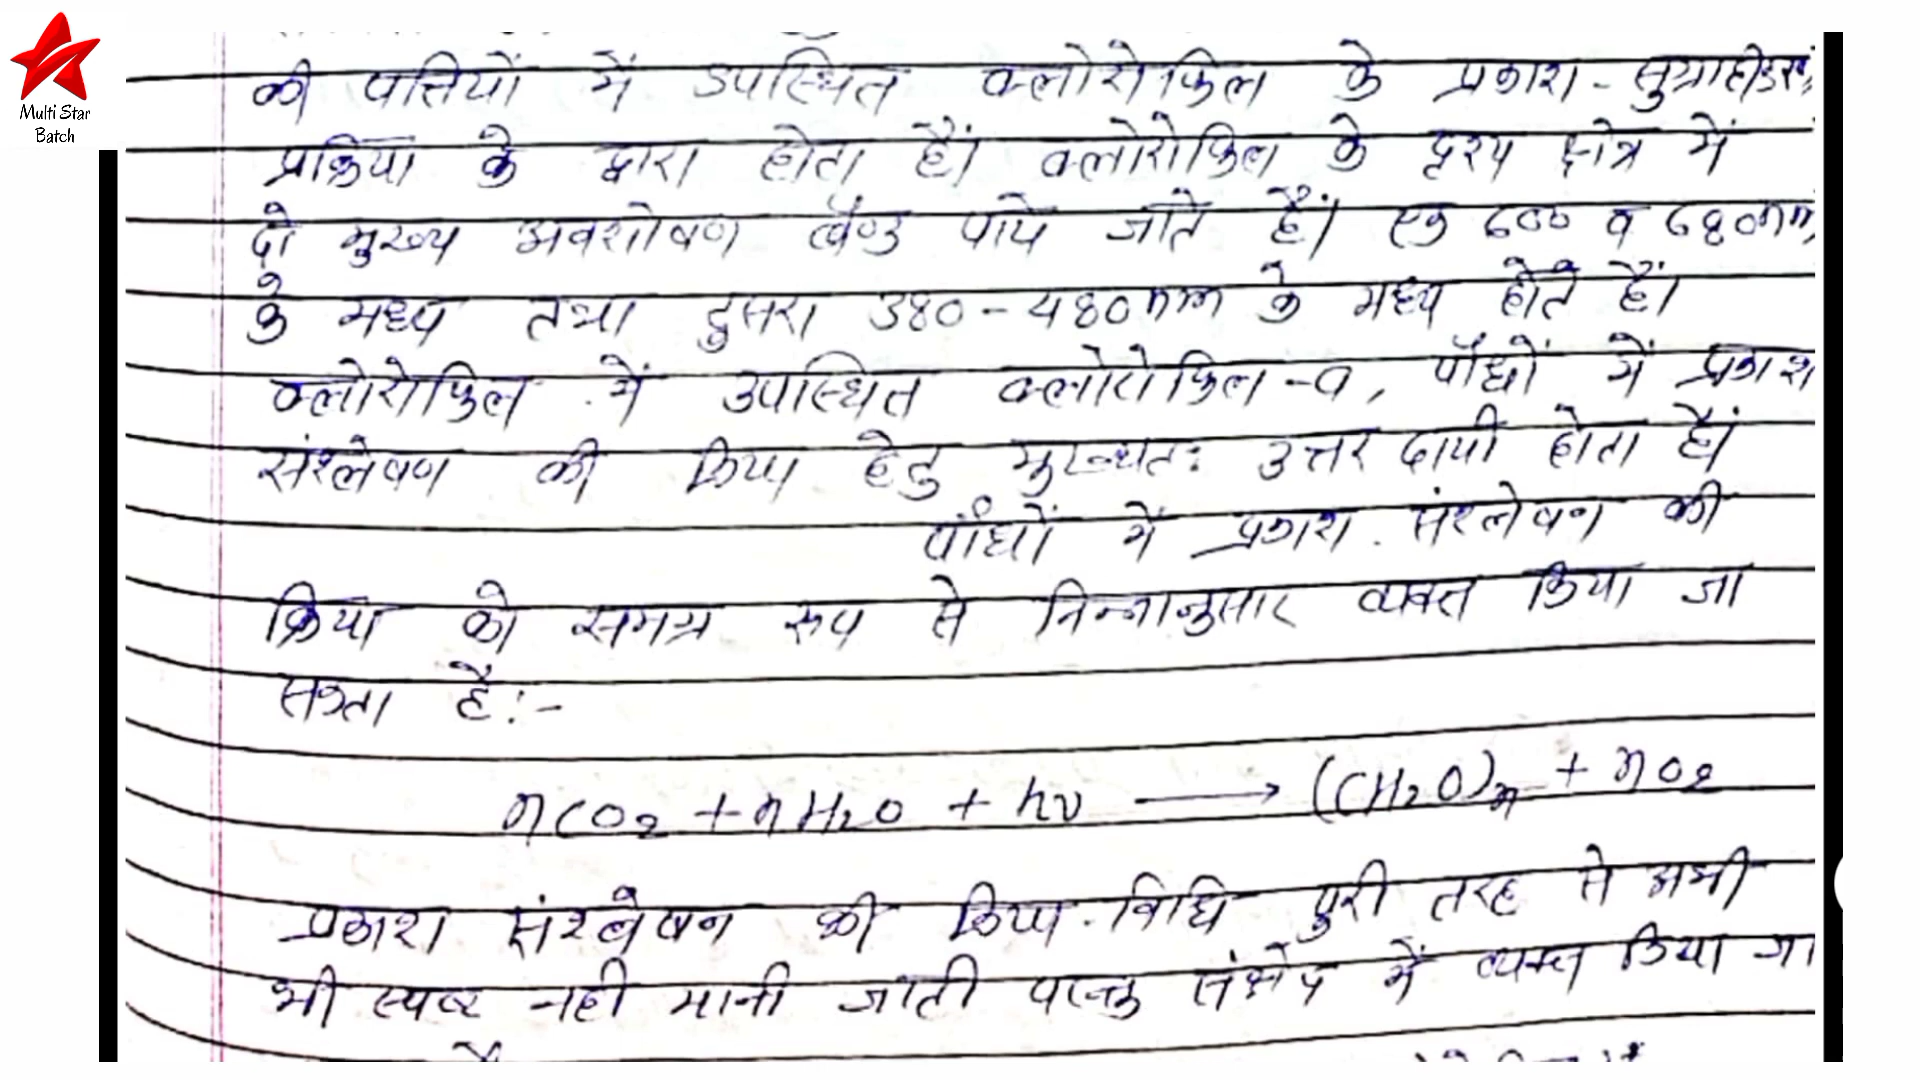 Multi Star
Batch
की पत्तियों में उपस्थित क्लोरोफिल के प्रकाश - सुग्राही
प्रक्रिया के द्वारा होता है। क्लोरोफिल के दृश्य क्षेत्र में
दो मुख्य अवशोषण बैण्ड पाये जाते है। एक 600 व 680nm,
के मध्य तथा दुसरा 380-480nm के मध्य होते है।
क्लोरोफिल में उपस्थित क्लोरोफिल-a, पौधों में प्रकाश
संश्लेषण की क्रिया हेतु मुख्यतः उत्तरदायी होता है।
पौधों में प्रकाश संश्लेषण की
क्रिया को समग्र रूप से निम्नानुसार व्यक्त किया जा
सकता है:-
nCO2 + nH2O + hν ⟶ (CH2O)n + nO2
प्रकाश संश्लेषण की क्रिया-विधि पुरी तरह से अभी
भी स्पष्ट नही मानी जाती परन्तु संक्षेप में व्यक्त किया गा